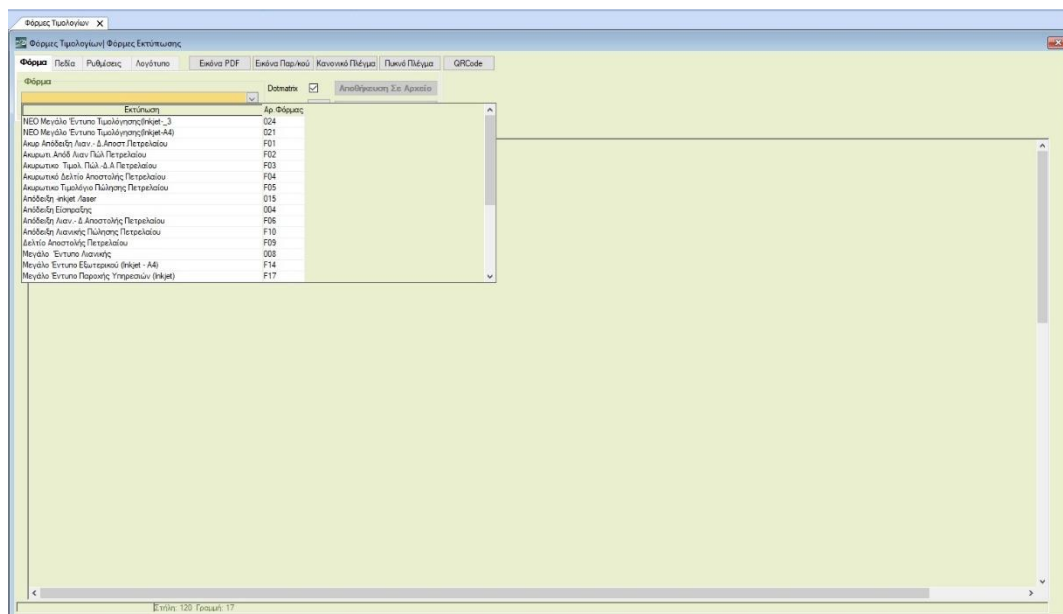 Φόρμες Τιμολογίων X
Φόρμες Τιμολογίων| Φόρμες Εκτύπωσης
Φόρμα Πεδία Ρυθμίσεις Λογότυπο Εικόνα PDF Εικόνα Παρ/κού Κανονικό Πλέγμα Πυκνό Πλέγμα QRCode
Φόρμα
Dotmatrix Αποθήκευση Σε Αρχείο
Εκτύπωση Αρ.Φόρμας
ΝΕΟ Μεγάλο Έντυπο Τιμολόγησης(Inkjet-_3 024
ΝΕΟ Μεγάλο Έντυπο Τιμολόγησης(Inkjet-A4) 021
Ακυρ Απόδειξη Λιαν.- Δ.Αποστ.Πετρελαίου F01
Ακυρωτι.Απόδ Λιαν Πώλ Πετρελαίου F02
Ακυρωτικο Τιμολ. Πώλ.-Δ.Α Πετρελαίου F03
Ακυρωτικό Δελτίο Αποστολής Πετρελαίου F04
Ακυρωτικο Τιμολόγιο Πώλησης Πετρελαίου F05
Απόδειξη -inkjet /laser 015
Απόδειξη Είσπραξης 004
Απόδειξη Λιαν.- Δ.Αποστολής Πετρελαίου F06
Απόδειξη Λιανικής Πώλησης Πετρελαίου F10
Δελτίο Αποστολής Πετρελαίου F09
Μεγάλο Έντυπο Λιανικής 008
Μεγάλο Έντυπο Εξωτερικού (Inkjet - A4) F14
Μεγάλο Έντυπο Παροχής Υπηρεσιών (Inkjet) F17
Στήλη: 120 Γραμμή: 17